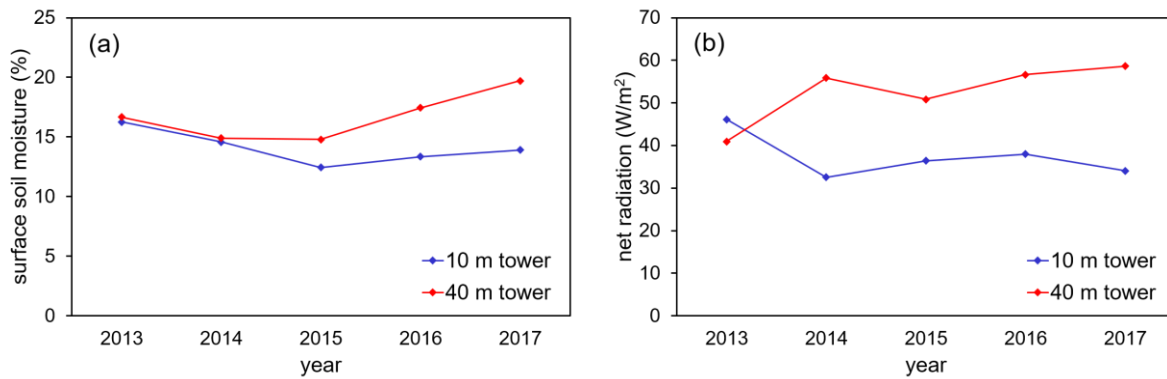 (a)
surface soil moisture (%)
25
20
15
10
5
0
10 m tower
40 m tower
2013 2014 2015 2016 2017
year
(b)
net radiation (W/m²)
70
60
50
40
30
20
10
0
10 m tower
40 m tower
2013 2014 2015 2016 2017
year